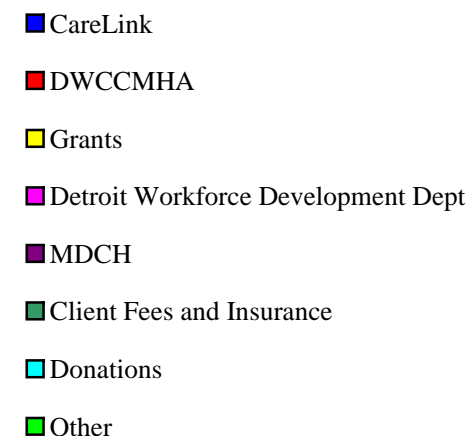 CareLink
DWCCMHA
Grants
Detroit Workforce Development Dept
MDCH
Client Fees and Insurance
Donations
Other